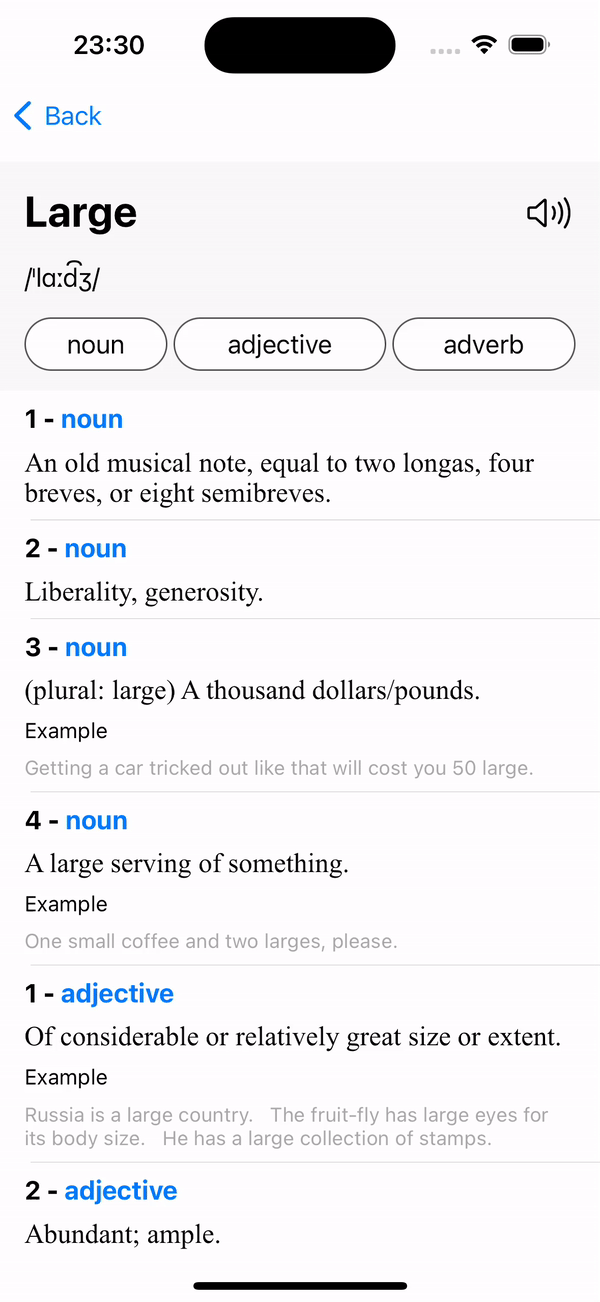 23:30
Back
Large
/ˈlɑːd͡ʒ/
noun adjective adverb
1 - noun
An old musical note, equal to two longas, four
breves, or eight semibreves.
2 - noun
Liberality, generosity.
3 - noun
(plural: large) A thousand dollars/pounds.
Example
Getting a car tricked out like that will cost you 50 large.
4 - noun
A large serving of something.
Example
One small coffee and two larges, please.
1 - adjective
Of considerable or relatively great size or extent.
Example
Russia is a large country.   The fruit-fly has large eyes for
its body size.   He has a large collection of stamps.
2 - adjective
Abundant; ample.